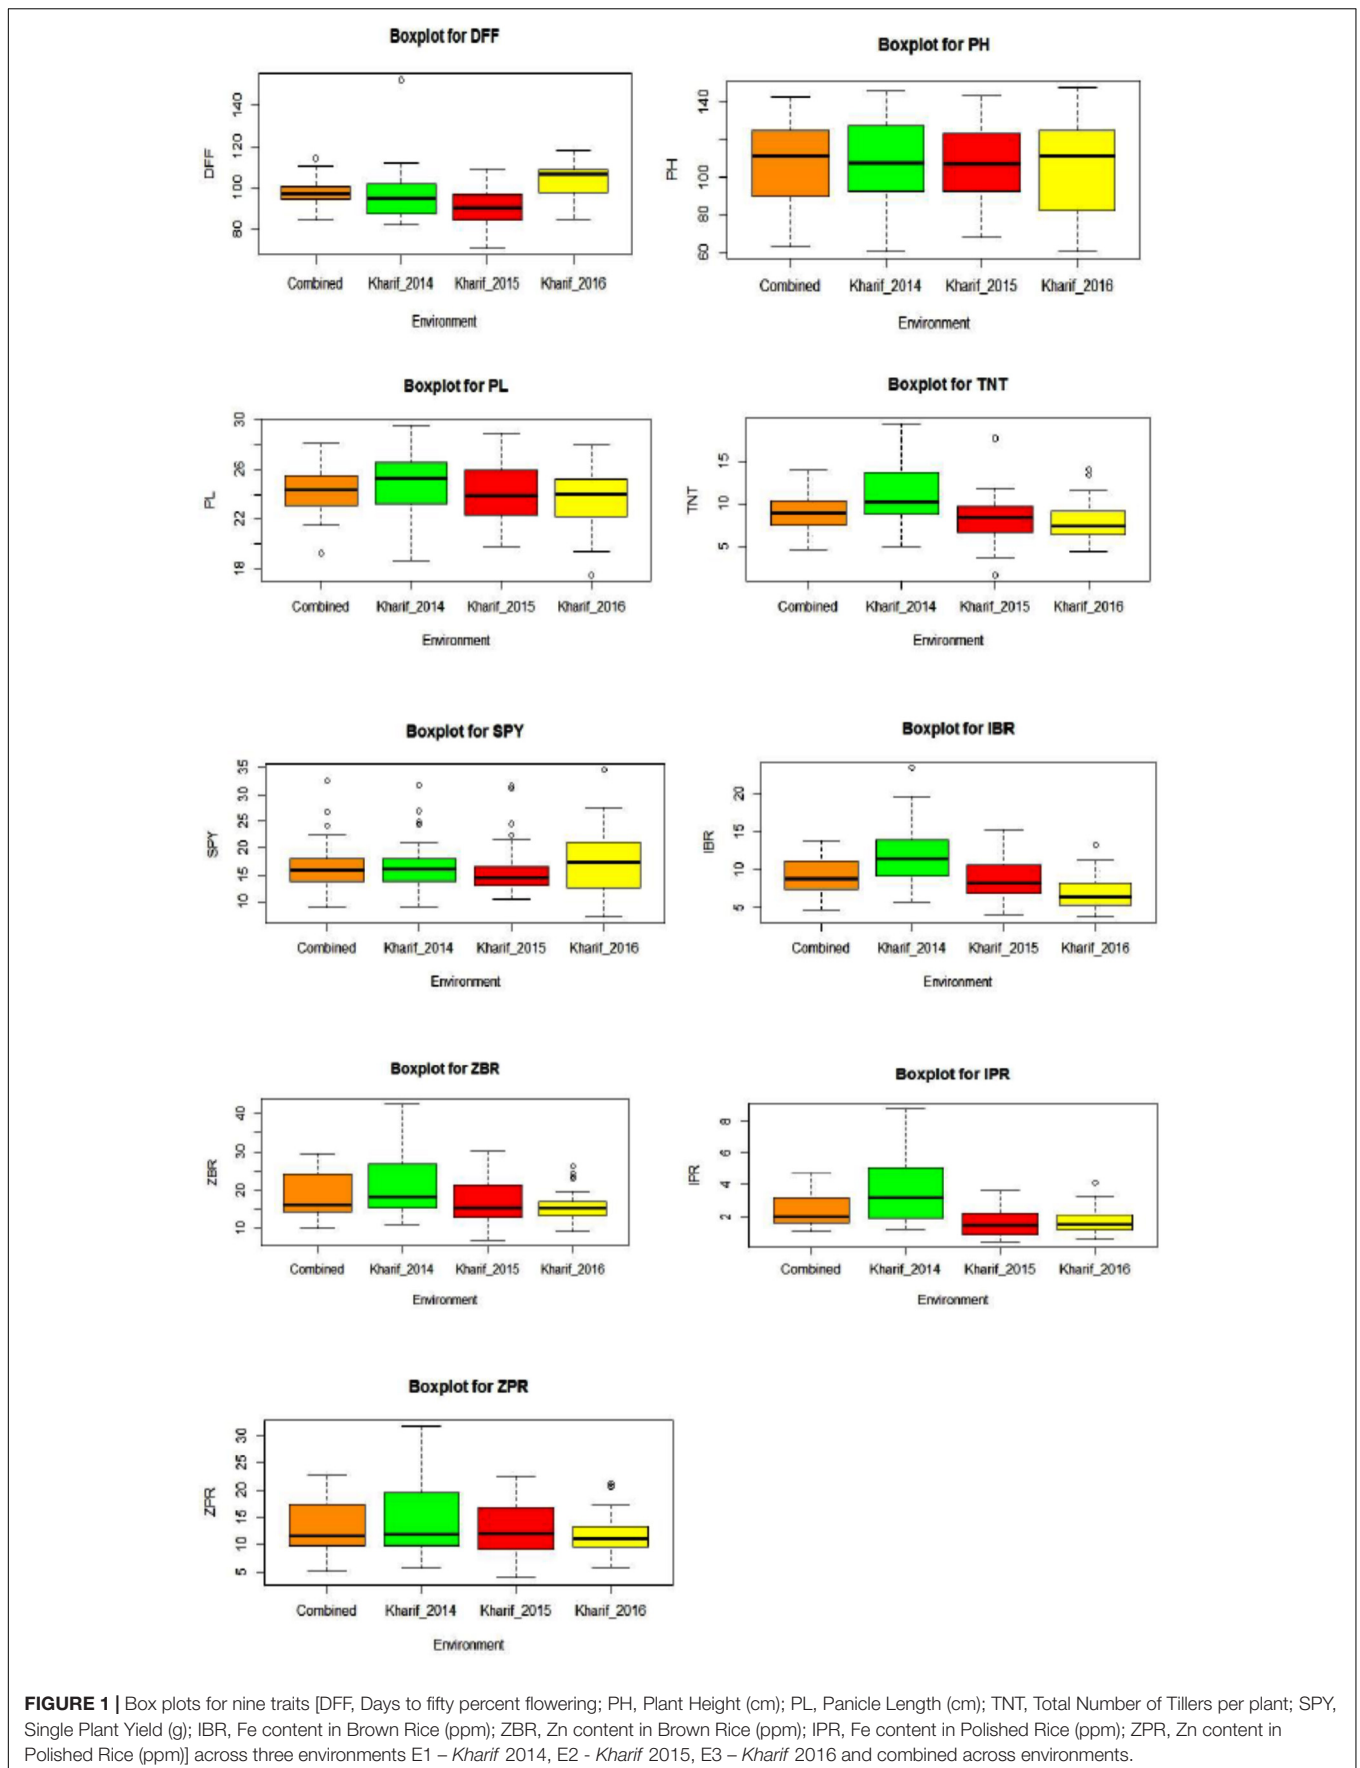 Boxplot for DFF
DFF
80 100 120 140
Combined Kharif_2014 Kharif_2015 Kharif_2016
Environment
Boxplot for PH
PH
60 80 100 140
Combined Kharif_2014 Kharif_2015 Kharif_2016
Environment
Boxplot for PL
PL
18 22 26 30
Combined Kharif_2014 Kharif_2015 Kharif_2016
Environment
Boxplot for TNT
TNT
5 10 15
Combined Kharif_2014 Kharif_2015 Kharif_2016
Environment
Boxplot for SPY
SPY
10 15 20 25 30 35
Combined Kharif_2014 Kharif_2015 Kharif_2016
Environment
Boxplot for IBR
IBR
5 10 15 20
Combined Kharif_2014 Kharif_2015 Kharif_2016
Environment
Boxplot for ZBR
ZBR
10 20 30 40
Combined Kharif_2014 Kharif_2015 Kharif_2016
Environment
Boxplot for IPR
IPR
2 4 6 8
Combined Kharif_2014 Kharif_2015 Kharif_2016
Environment
Boxplot for ZPR
ZPR
5 10 15 20 25 30
Combined Kharif_2014 Kharif_2015 Kharif_2016
Environment
FIGURE 1 | Box plots for nine traits [DFF, Days to fifty percent flowering; PH, Plant Height (cm); PL, Panicle Length (cm); TNT, Total Number of Tillers per plant; SPY,
Single Plant Yield (g); IBR, Fe content in Brown Rice (ppm); ZBR, Zn content in Brown Rice (ppm); IPR, Fe content in Polished Rice (ppm); ZPR, Zn content in
Polished Rice (ppm)] across three environments E1 – Kharif 2014, E2 - Kharif 2015, E3 – Kharif 2016 and combined across environments.